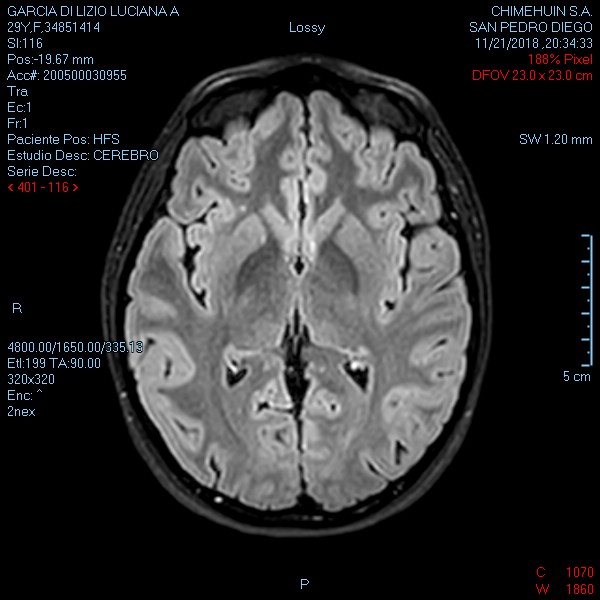 GARCIA DI LIZIO LUCIANA A
29Y,F,34851414
Sl:116
Pos:-19.67 mm
Acc#: 200500030955
Tra
Ec:1
Fr:1
Paciente Pos: HFS
Estudio Desc: CEREBRO
Serie Desc:
< 401 - 116 >
Lossy
CHIMEHUIN S.A.
SAN PEDRO DIEGO
11/21/2018 ,20:34:33
188% Pixel
DFOV 23.0 x 23.0 cm
SW 1.20 mm
R
4800.00/1650.00/335.13
Etl:199 TA:90.00
320x320
Enc: ^
2nex
5 cm
P
C 1070
W 1860